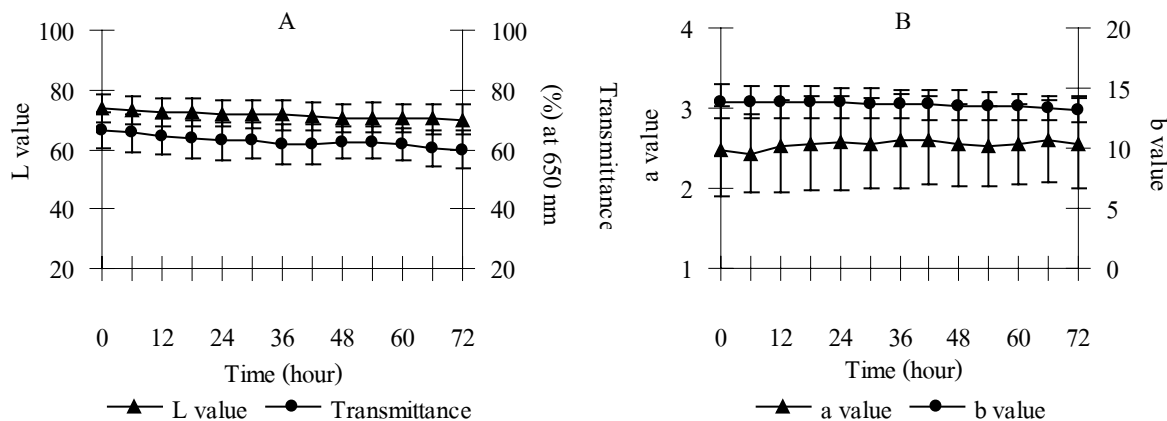 A
100
80
60
40
20
L value
100
80
60
40
20
Transmittance
(%) at 650 nm
0 12 24 36 48 60 72
Time (hour)
L value Transmittance
B
4
3
2
1
a value
20
15
10
5
0
b value
0 12 24 36 48 60 72
Time (hour)
a value b value